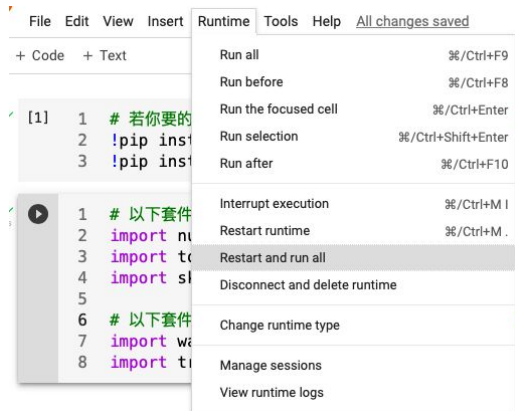 File Edit View Insert Runtime Tools Help All changes saved
+ Code + Text
Run all ⌘/Ctrl+F9
Run before ⌘/Ctrl+F8
Run the focused cell ⌘/Ctrl+Enter
Run selection ⌘/Ctrl+Shift+Enter
Run after ⌘/Ctrl+F10
Interrupt execution ⌘/Ctrl+M I
Restart runtime ⌘/Ctrl+M .
Restart and run all
Disconnect and delete runtime
Change runtime type
Manage sessions
View runtime logs
[1] 1 # 若你要的
2 !pip inst
3 !pip inst
1 # 以下套件
2 import nu
3 import to
4 import sk
5
6 # 以下套件
7 import wa
8 import tr